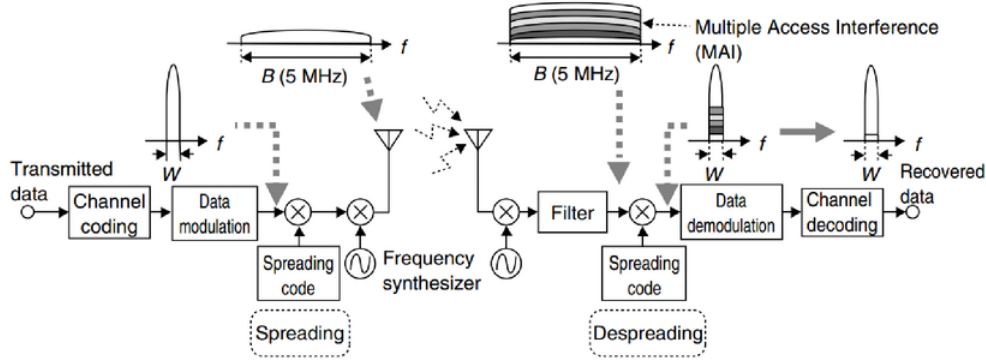 Multiple Access Interference
(MAI)
f
B (5 MHz)
f
B (5 MHz)
f
W
f
W
f
W
Transmitted
data
Channel
coding
Data
modulation
Spreading
code
Spreading
Frequency
synthesizer
Filter
Spreading
code
Despreading
Data
demodulation
Channel
decoding
Recovered
data